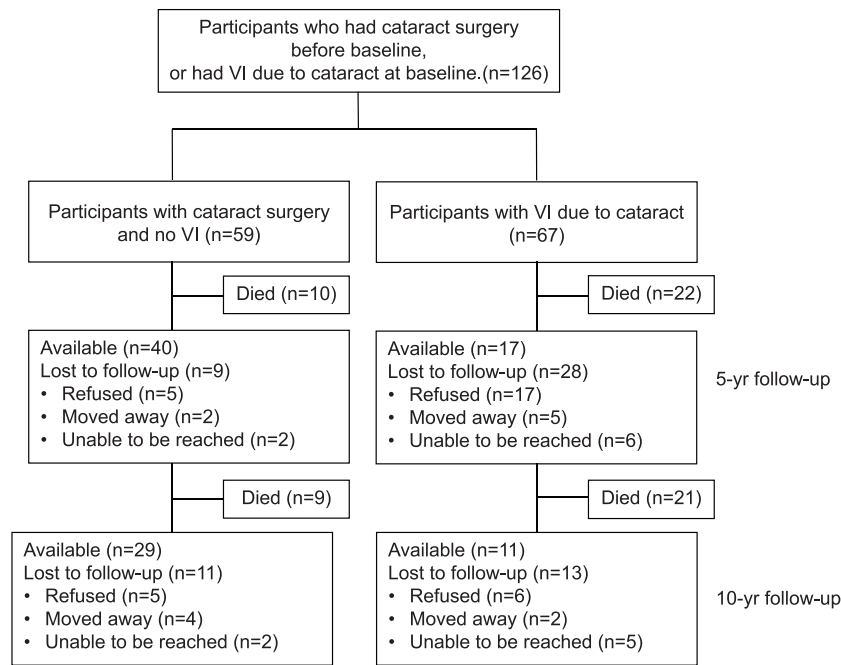 Participants who had cataract surgery
before baseline,
or had VI due to cataract at baseline.(n=126)
Participants with cataract surgery
and no VI (n=59)
Participants with VI due to cataract
(n=67)
Died (n=10)
Died (n=22)
Available (n=40)
Lost to follow-up (n=9)
• Refused (n=5)
• Moved away (n=2)
• Unable to be reached (n=2)
Available (n=17)
Lost to follow-up (n=28)
• Refused (n=17)
• Moved away (n=5)
• Unable to be reached (n=6)
5-yr follow-up
Died (n=9)
Died (n=21)
Available (n=29)
Lost to follow-up (n=11)
• Refused (n=5)
• Moved away (n=4)
• Unable to be reached (n=2)
Available (n=11)
Lost to follow-up (n=13)
• Refused (n=6)
• Moved away (n=2)
• Unable to be reached (n=5)
10-yr follow-up